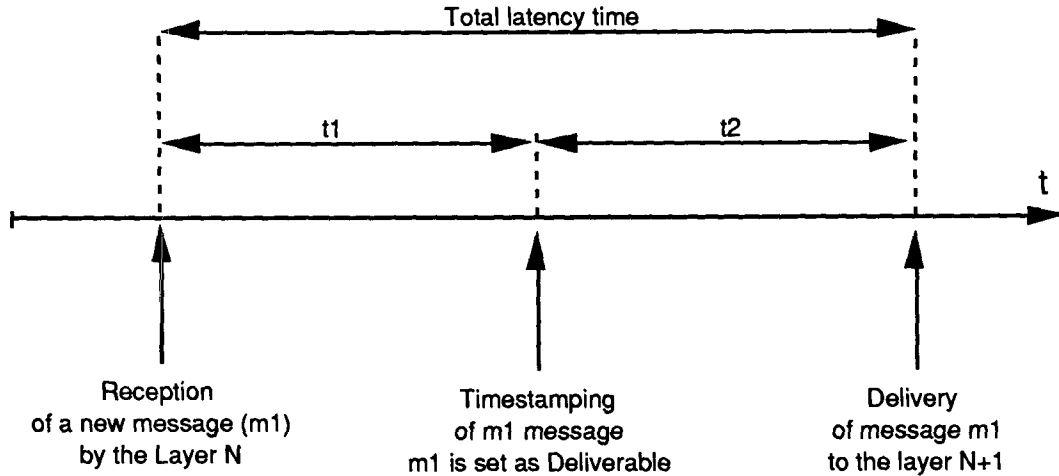 Total latency time
t1
t2
t
Reception
of a new message (m1)
by the Layer N
Timestamping
of m1 message
m1 is set as Deliverable
Delivery
of message m1
to the layer N+1